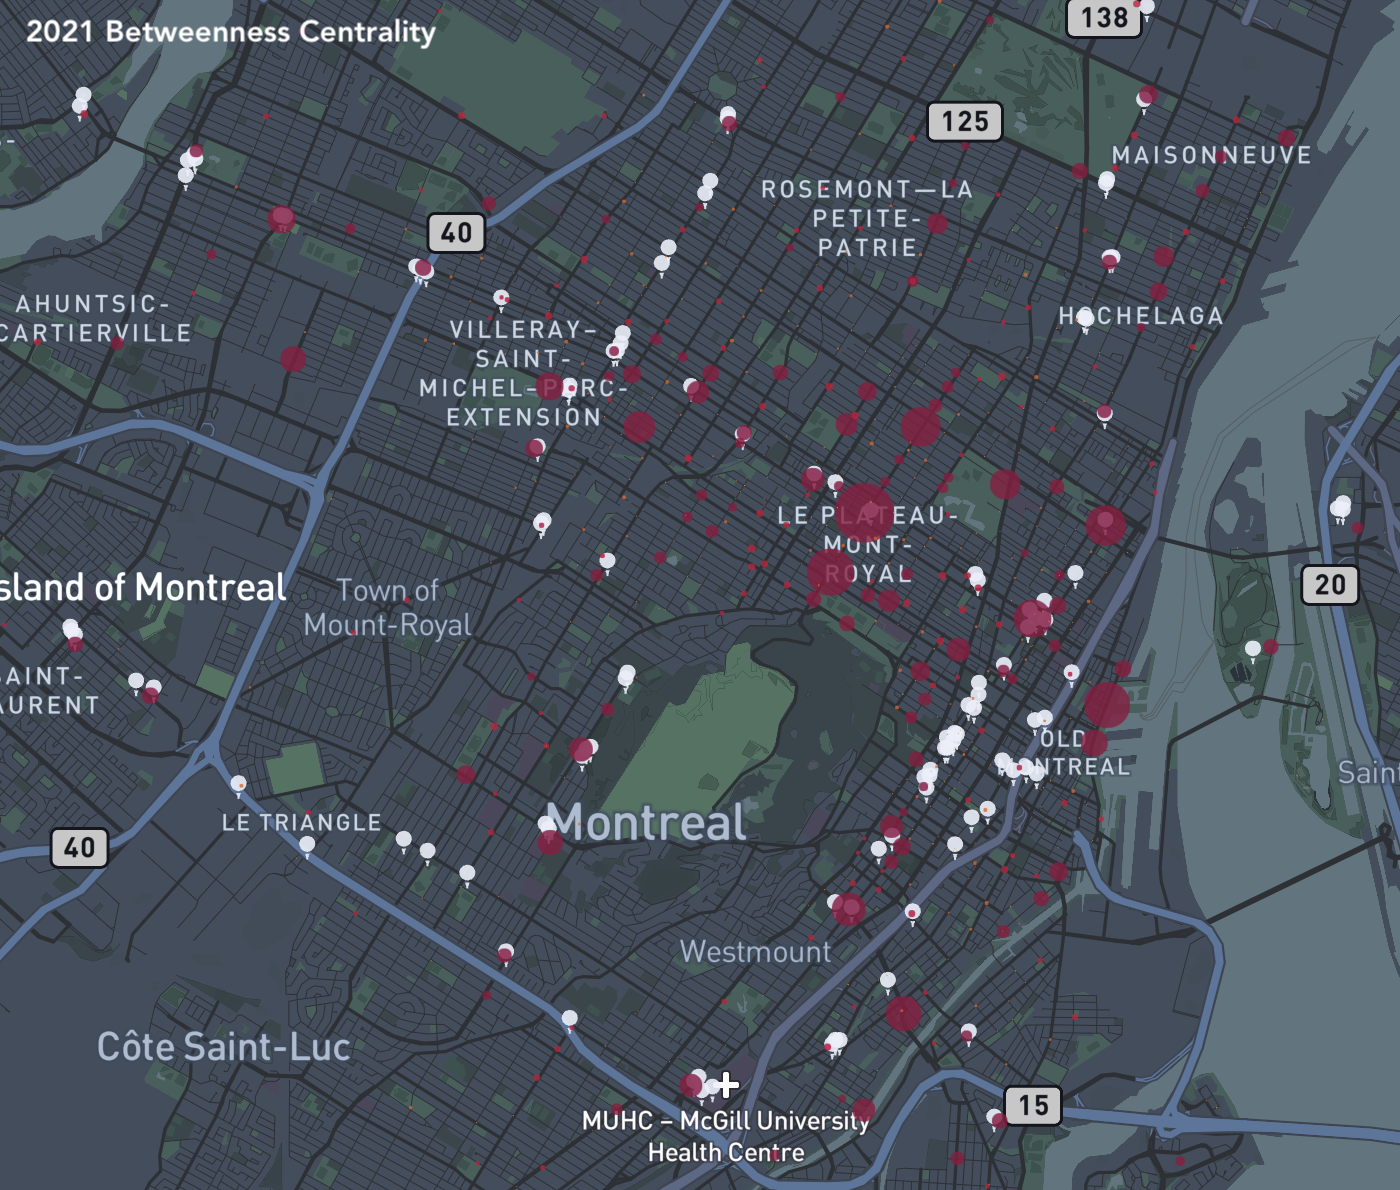 2021 Betweenness Centrality
138
125
MAISONNEUVE
ROSEMONT—LA
PETITE-
PATRIE
40
AHUNTSIC-
CARTIERVILLE
VILLERAY–
SAINT-
MICHEL–PARC-
EXTENSION
HOCHELAGA
LE PLATEAU-
MONT-
ROYAL
sland of Montreal
Town of
Mount-Royal
20
AINT-
AURENT
OLD
MONTREAL
Saint
LE TRIANGLE
Montreal
40
Westmount
Côte Saint-Luc
15
MUHC – McGill University
Health Centre